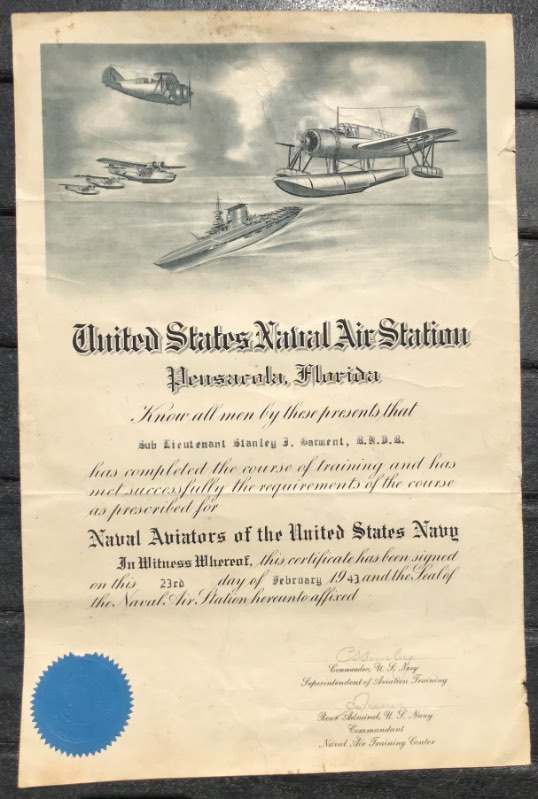 United States Naval Air Station
Pensacola, Florida
Know all men by these presents that
Sub Lieutenant Stanley J.
has completed the course of training and has
met successfully the requirements of the course
as prescribed for
Naval Aviators of the United States Navy
In Witness Whereof, this certificate has been signed
on this 23rd day of February 1943 and the Seal of
the Naval Air Station hereunto affixed
Commander, U. S. Navy
Superintendent of Aviation Training
Rear Admiral, U. S. Navy
Commandant
Naval Air Training Center